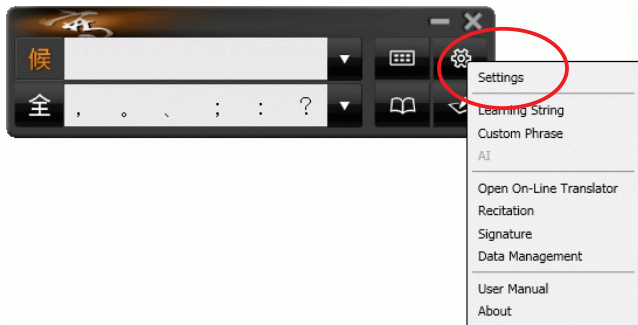 候
全 , 。 、 ; : ?
Settings
Learning String
Custom Phrase
AI
Open On-Line Translator
Recitation
Signature
Data Management
User Manual
About